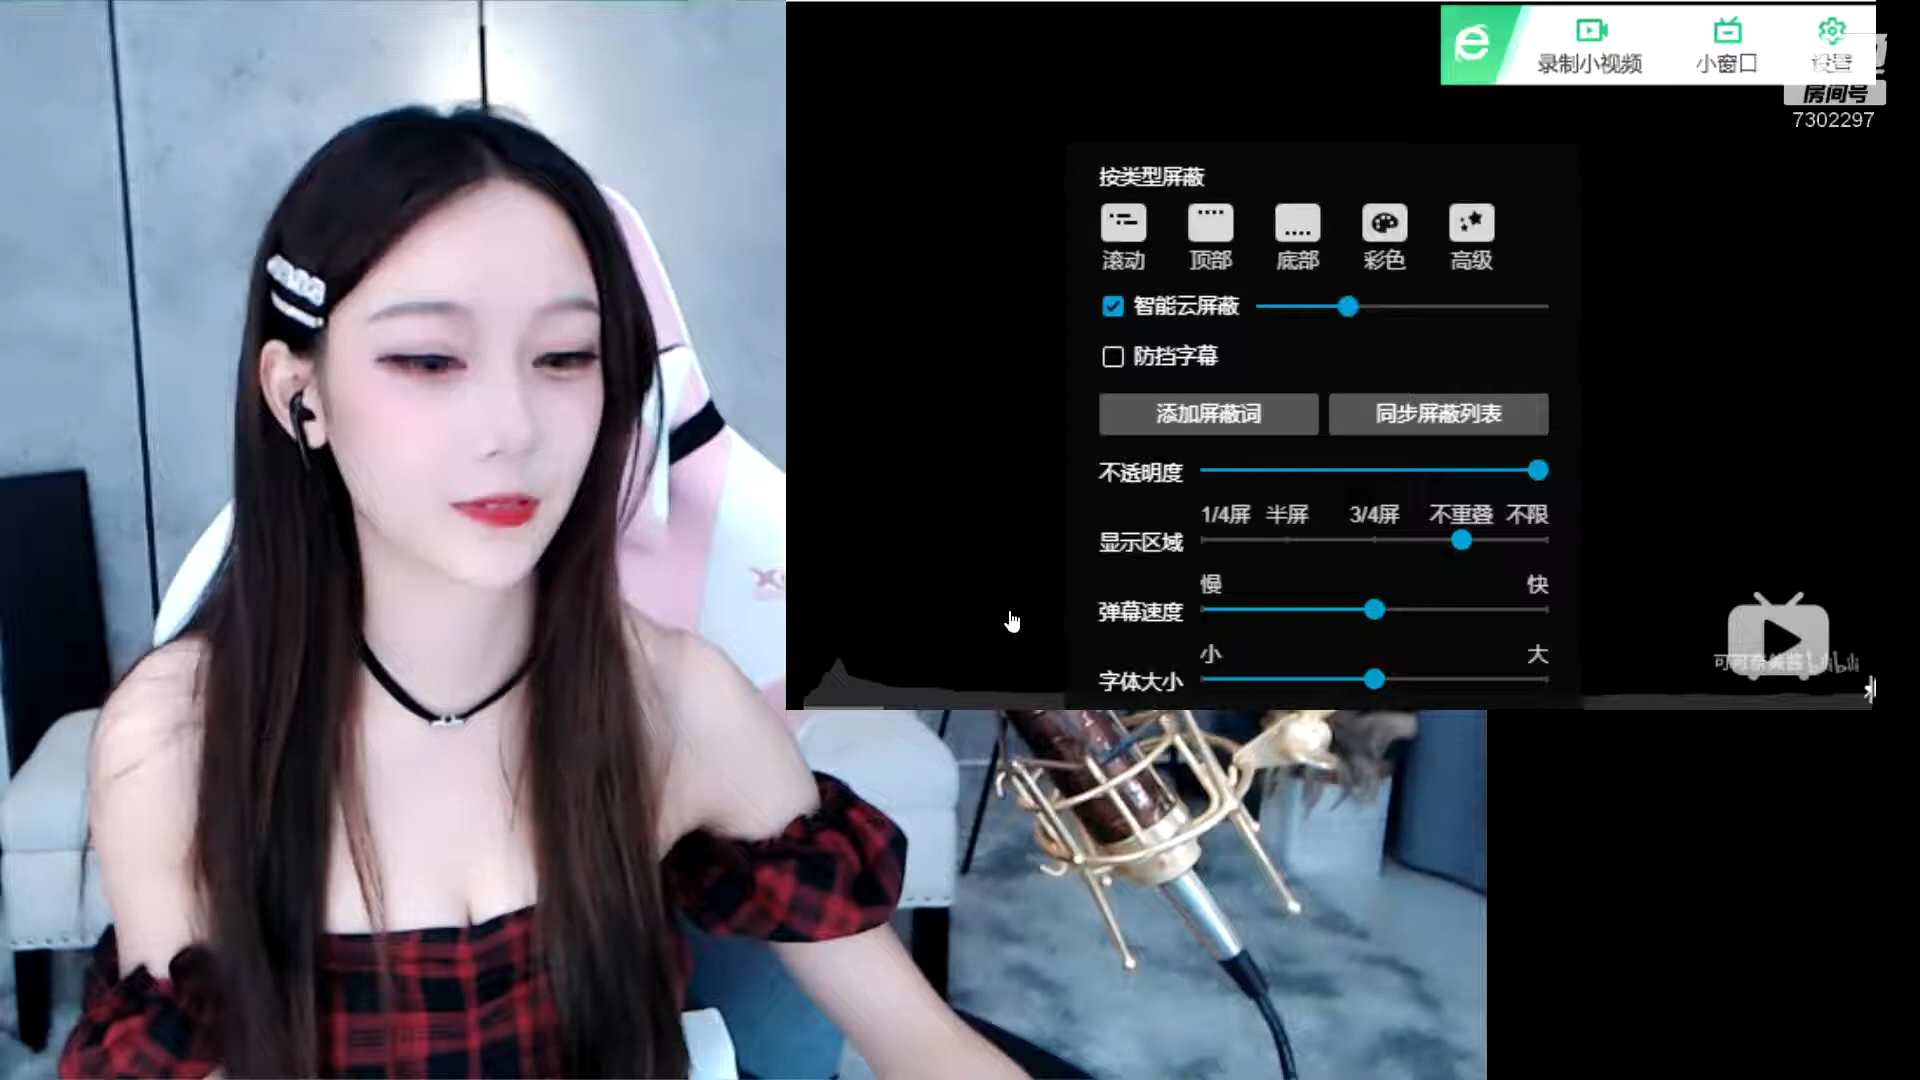 录制小视频 小窗口 设置
房间号
7302297
按类型屏蔽
滚动 顶部 底部 彩色 高级
智能云屏蔽
防挡字幕
添加屏蔽词 同步屏蔽列表
不透明度
1/4屏 半屏 3/4屏 不重叠 不限
显示区域
慢 快
弹幕速度
小 大
字体大小
bilibili